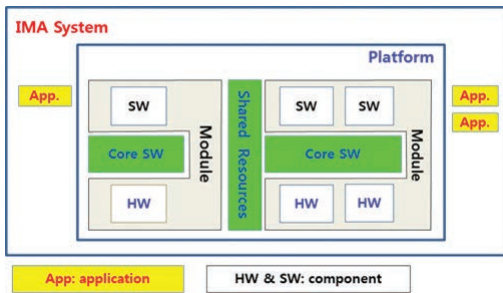 IMA System
Platform
App.
SW
Core SW
HW
Module
Shared Resources
SW
SW
Core SW
HW
HW
Module
App.
App.
App: application
HW & SW: component